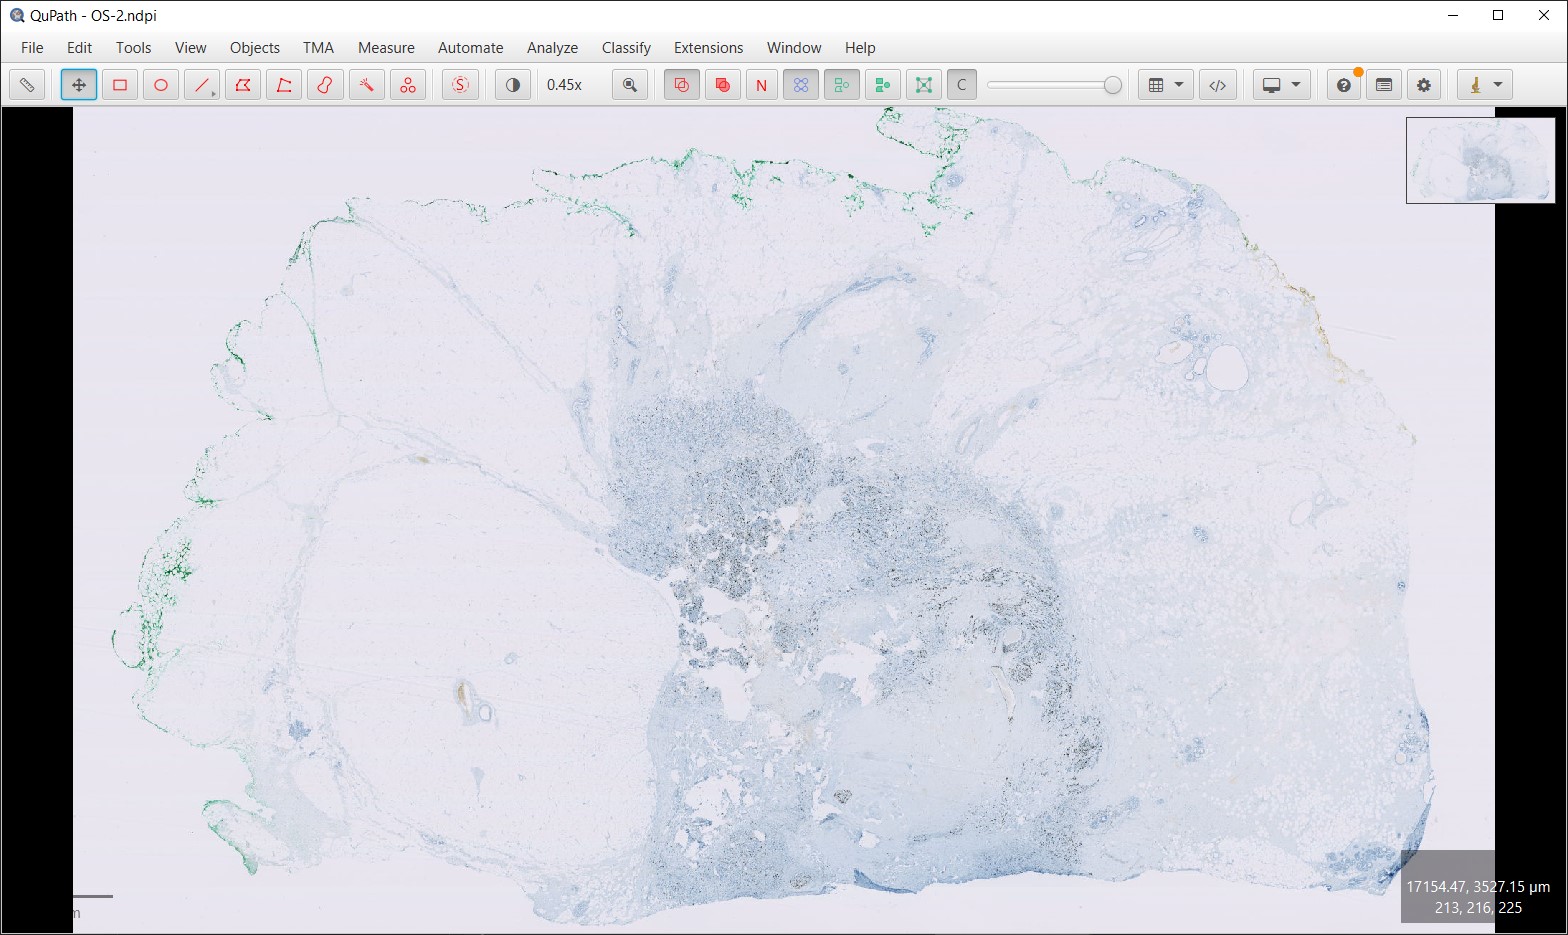 QuPath - OS-2.ndpi
File Edit Tools View Objects TMA Measure Automate Analyze Classify Extensions Window Help
S 0.45x N C
17154.47, 3527.15 µm
213, 216, 225